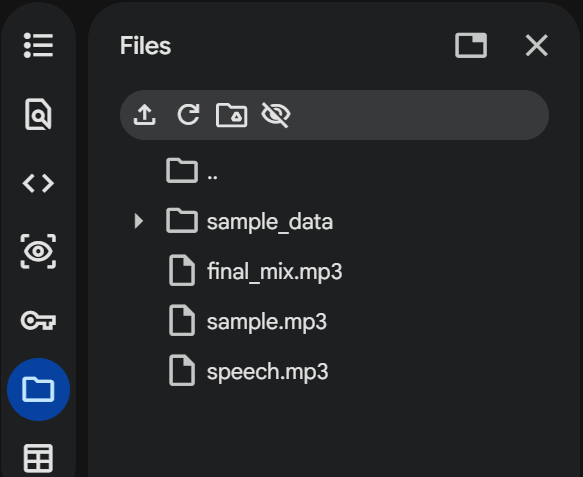 Files
..
sample_data
final_mix.mp3
sample.mp3
speech.mp3